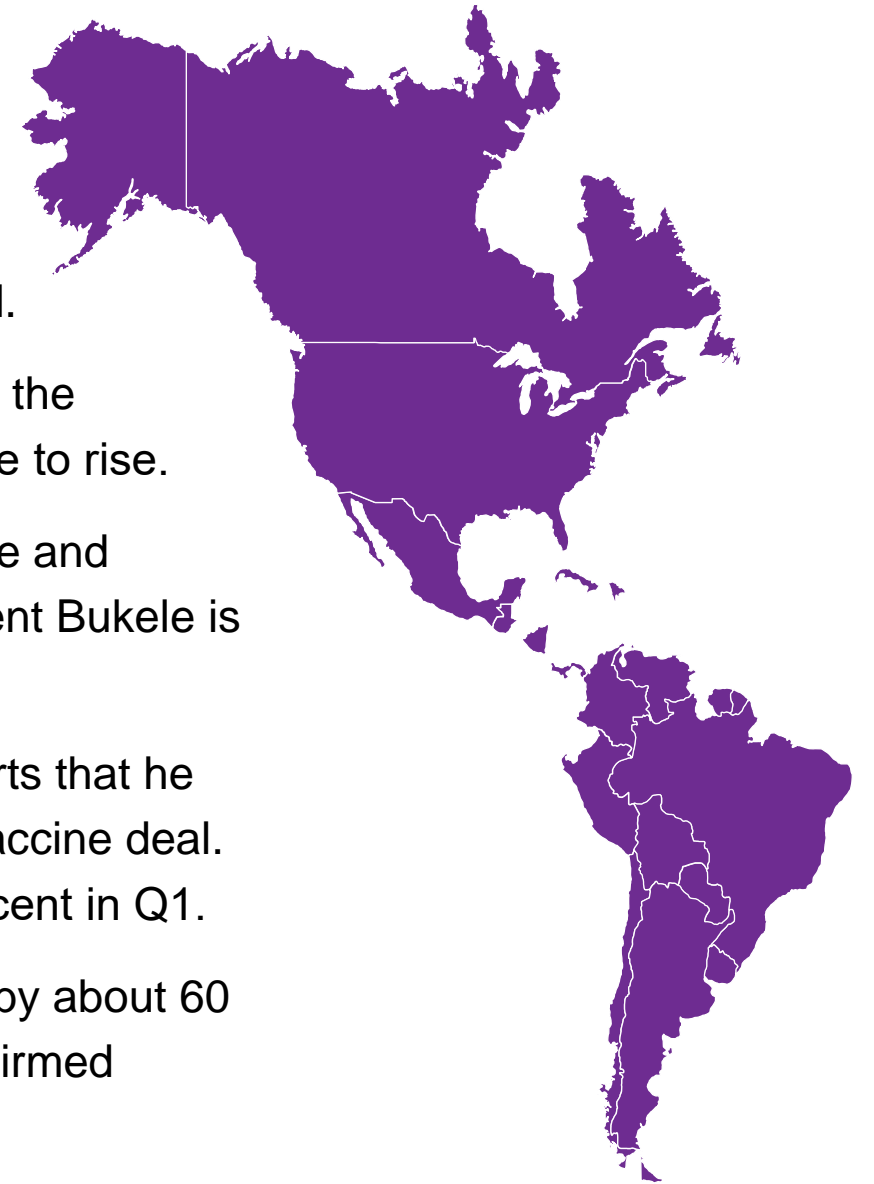 .
the
e to rise.
e and
ent Bukele is
rts that he
accine deal.
cent in Q1.
by about 60
irmed